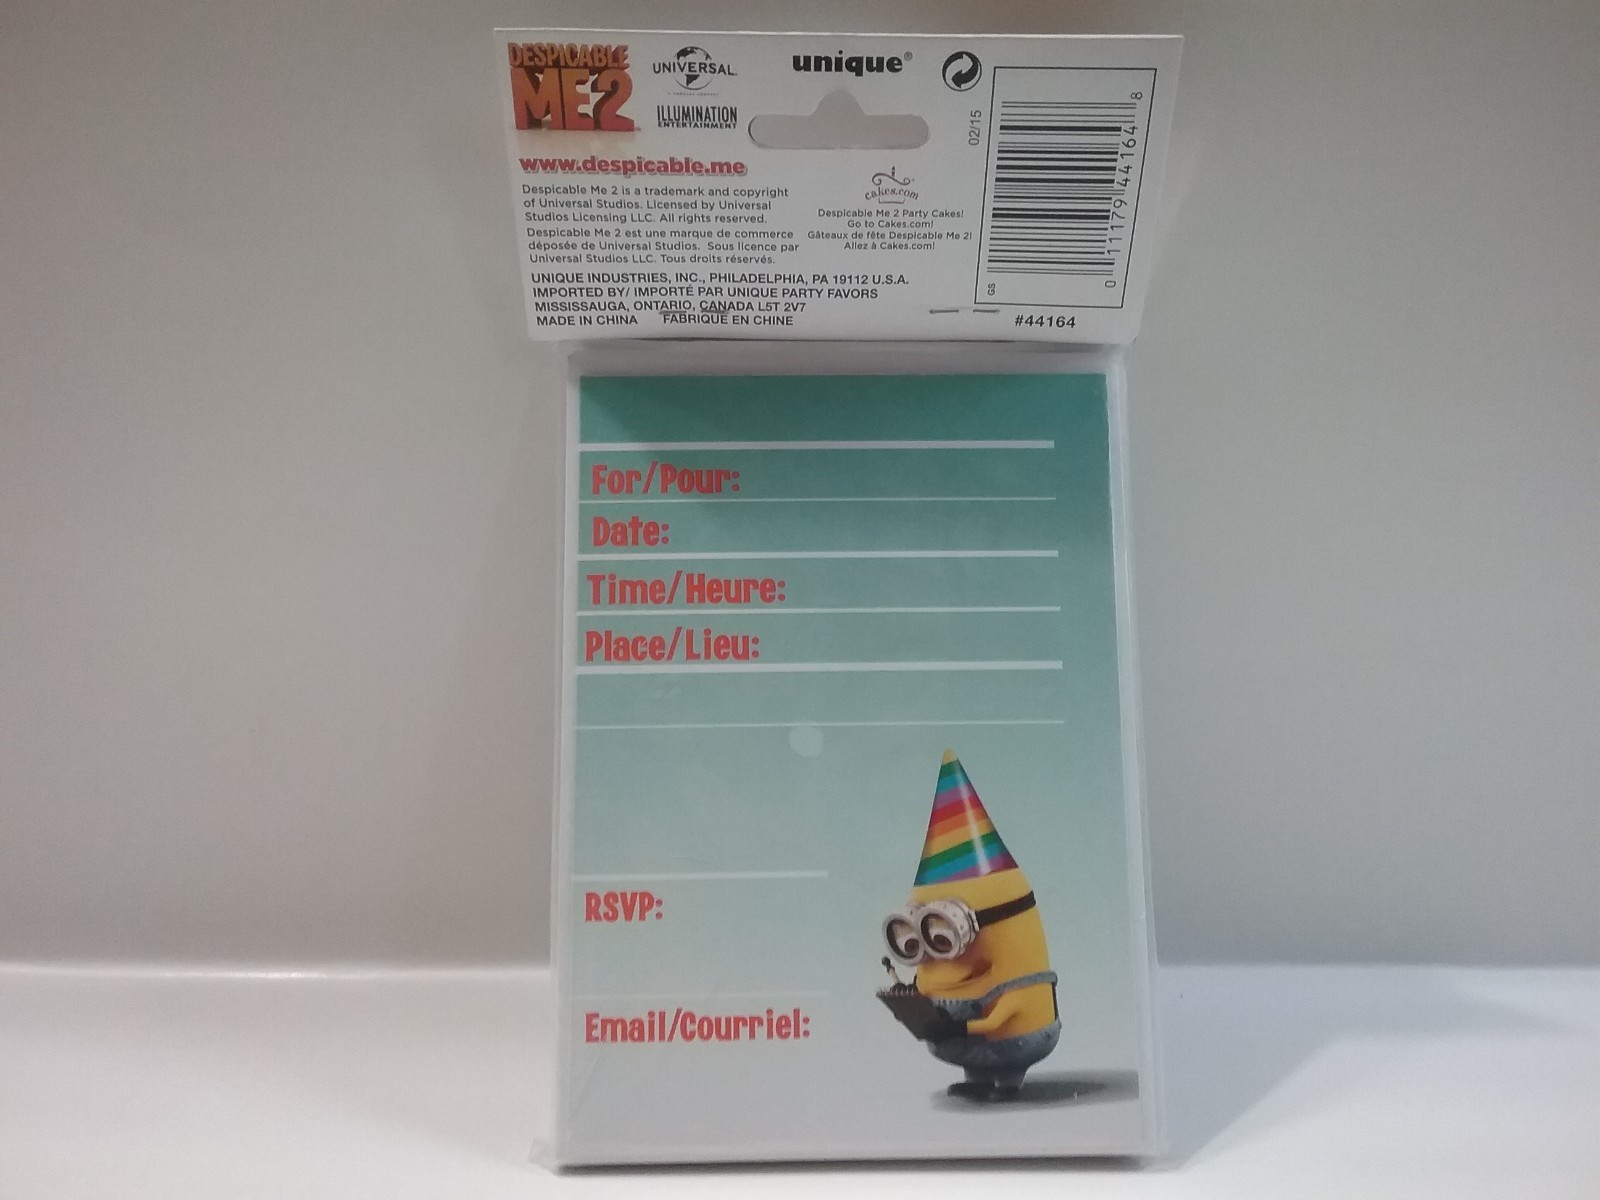 DESPICABLE
ME 2
UNIVERSAL
ILLUMINATION
ENTERTAINMENT
unique®
02/15
www.despicable.me
Despicable Me 2 is a trademark and copyright
of Universal Studios. Licensed by Universal
Studios Licensing LLC. All rights reserved.
Despicable Me 2 est une marque de commerce
déposée de Universal Studios. Sous licence par
Universal Studios LLC. Tous droits réservés.
cakes.com
Despicable Me 2 Party Cakes!
Go to Cakes.com!
Gâteaux de fête Despicable Me 2!
Allez à Cakes.com!
UNIQUE INDUSTRIES, INC., PHILADELPHIA, PA 19112 U.S.A.
IMPORTED BY/ IMPORTÉ PAR UNIQUE PARTY FAVORS
MISSISSAUGA, ONTARIO, CANADA L5T 2V7
MADE IN CHINA FABRIQUÉ EN CHINE
GS
0 11179 44164 8
#44164
For/Pour:
Date:
Time/Heure:
Place/Lieu:
RSVP:
Email/Courriel: